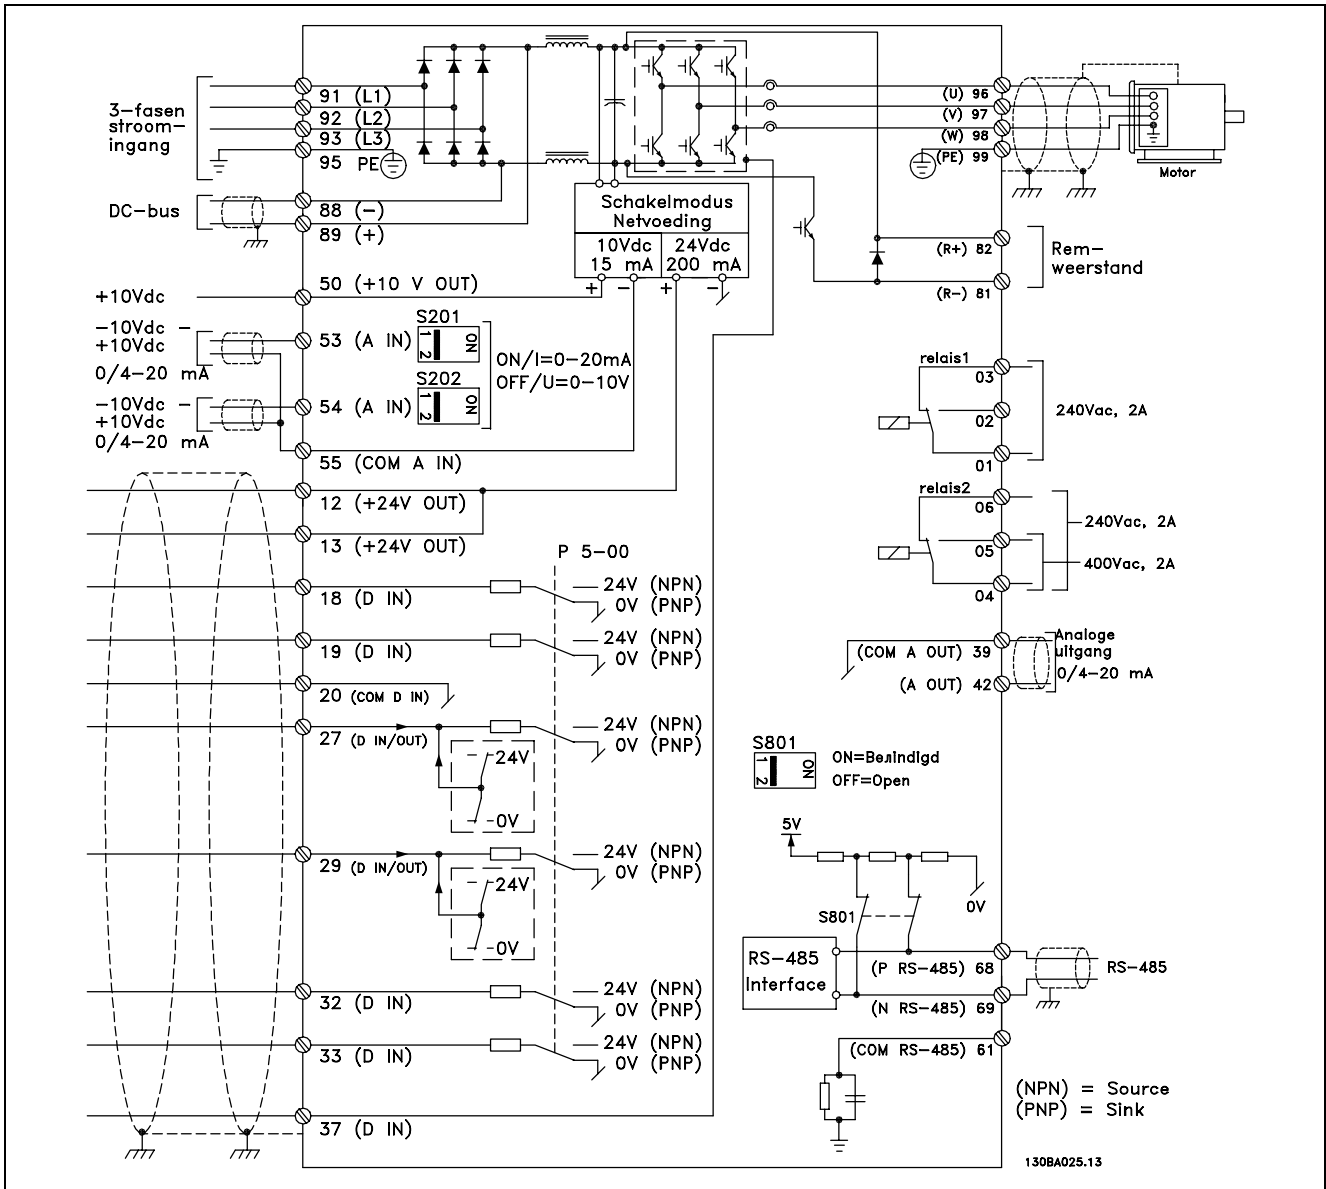 3-fasen
stroom-
ingang
91 (L1)
92 (L2)
93 (L3)
95 PE
DC-bus
88 (-)
89 (+)
Schakelmodus
Netvoeding
10Vdc
15 mA
24Vdc
200 mA
+ - + -
(U) 96
(V) 97
(W) 98
(PE) 99
Motor
(R+) 82
(R-) 81
Rem-
weerstand
+10Vdc
50 (+10 V OUT)
-10Vdc -
+10Vdc
0/4-20 mA
53 (A IN)
S201
1 2 ON
S202
1 2 ON
ON/I=0-20mA
OFF/U=0-10V
-10Vdc -
+10Vdc
0/4-20 mA
54 (A IN)
55 (COM A IN)
12 (+24V OUT)
13 (+24V OUT)
P 5-00
18 (D IN)
24V (NPN)
0V (PNP)
19 (D IN)
24V (NPN)
0V (PNP)
20 (COM D IN)
27 (D IN/OUT)
24V (NPN)
0V (PNP)
24V
0V
29 (D IN/OUT)
24V (NPN)
0V (PNP)
24V
0V
32 (D IN)
24V (NPN)
0V (PNP)
33 (D IN)
24V (NPN)
0V (PNP)
37 (D IN)
relais1
03
02
01
240Vac, 2A
relais2
06
05
04
240Vac, 2A
400Vac, 2A
(COM A OUT) 39
(A OUT) 42
Analoge
uitgang
0/4-20 mA
S801
1 2 ON
ON=Beлindigd
OFF=Open
5V
S801
0V
RS-485
Interface
(P RS-485) 68
(N RS-485) 69
(COM RS-485) 61
RS-485
(NPN) = Source
(PNP) = Sink
130BA025.13